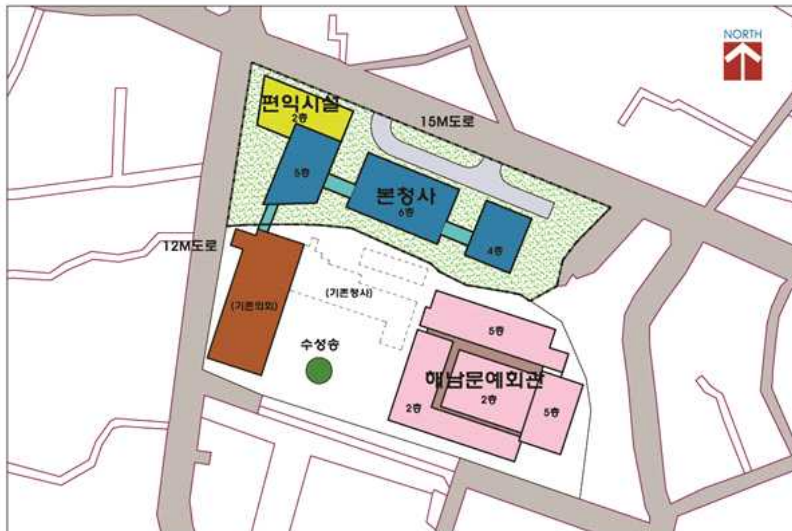 NORTH
편익시설
2층
15M도로
5층
본청사
6층
4층
12M도로
(기존의회)
(기존청사)
수성송
5층
해남문예회관
2층
2층
5층